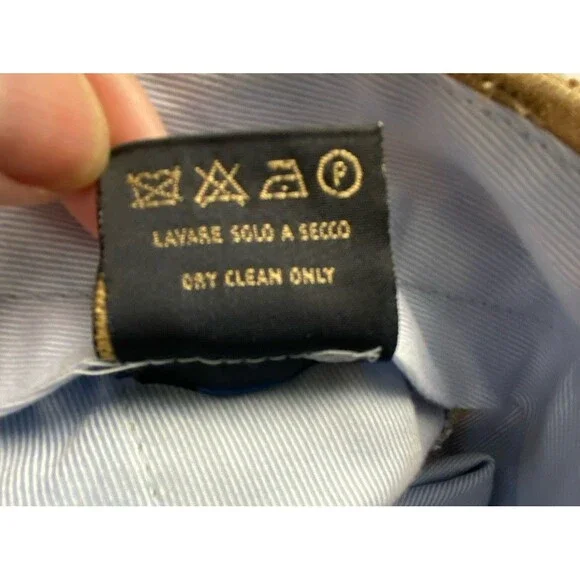 P
LAVARE SOLO A SECCO
DRY CLEAN ONLY